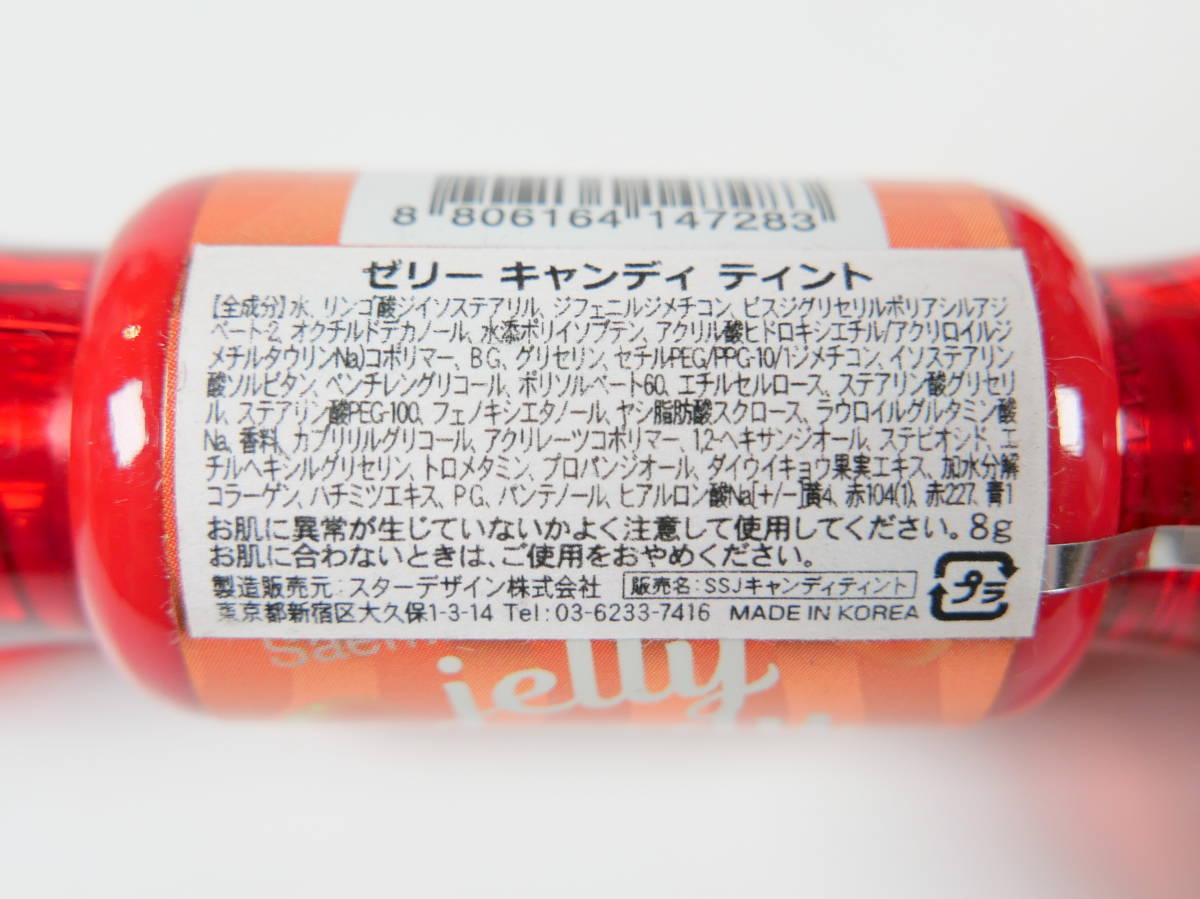 8 806164 147283
ゼリー キャンディ ティント
【全成分】水、リンゴ酸ジイソステアリル、ジフェニルジメチコン、ビスジグリセリルポリアシルアジ
ペート-2、オクチルドデカノール、水添ポリイソブテン、アクリル酸ヒドロキシエチル/アクリロイルジ
メチルタウリンNa)コポリマー、BG、グリセリン、セチルPEG/PPG-10/1ジメチコン、イソステアリン
酸ソルビタン、ペンチレングリコール、ポリソルベート60、エチルセルロース、ステアリン酸グリセリ
ル、ステアリン酸PEG-100、フェノキシエタノール、ヤシ脂肪酸スクロース、ラウロイルグルタミン酸
Na、香料、カプリリルグリコール、アクリレーツコポリマー、1,2-ヘキサンジオール、ステビオシド、エ
チルヘキシルグリセリン、トロメタミン、プロパンジオール、ダイウイキョウ果実エキス、加水分解
コラーゲン、ハチミツエキス、PG、パンテノール、ヒアルロン酸Na[+/-]黄4、赤104(1)、赤227、青1
お肌に異常が生じていないかよく注意して使用してください。8g
お肌に合わないときは、ご使用をおやめください。
製造販売元：スターデザイン株式会社 販売名：SSJキャンディティント
東京都新宿区大久保1-3-14 Tel：03-6233-7416 MADE IN KOREA
プラ
Saem
jelly